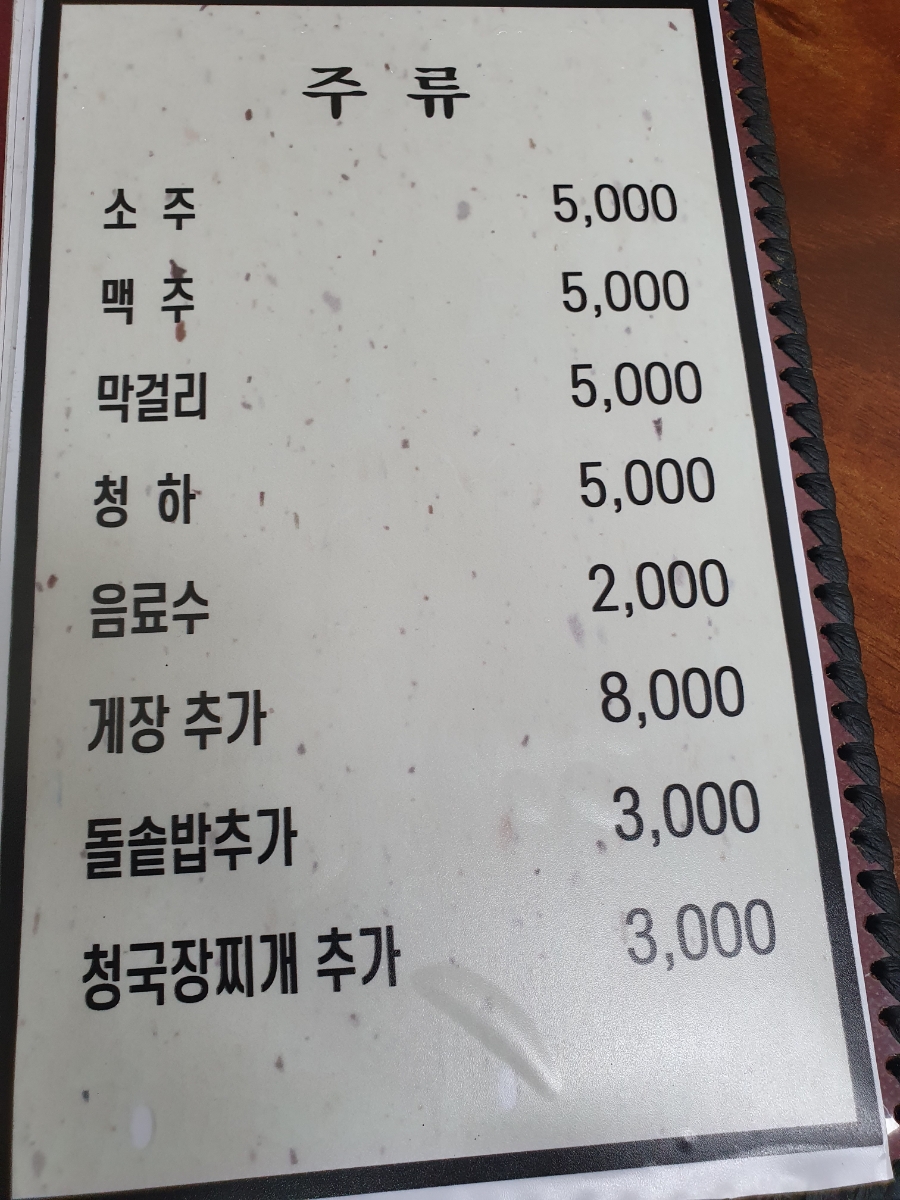 주 류
소 주 5,000
맥 주 5,000
막걸리 5,000
청 하 5,000
음료수 2,000
게장 추가 8,000
돌솥밥추가 3,000
청국장찌개 추가 3,000